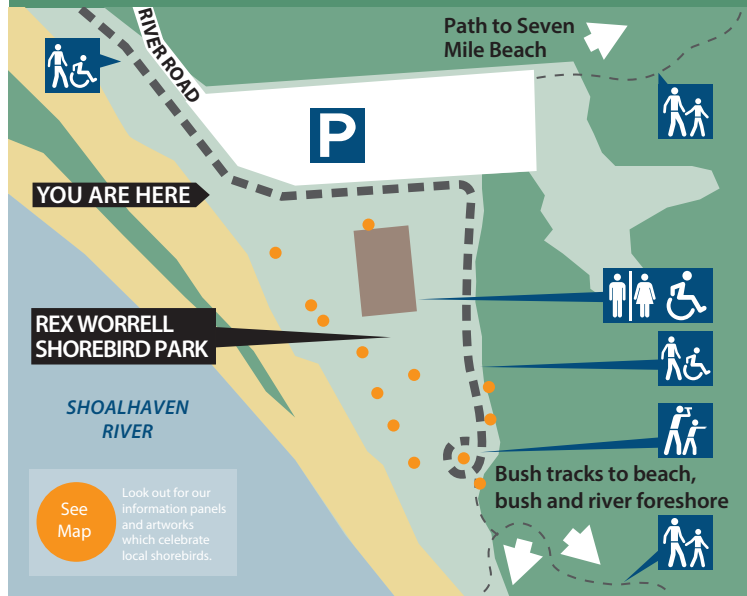 Path to Seven
Mile Beach
RIVER ROAD
P
YOU ARE HERE
REX WORRELL
SHOREBIRD PARK
SHOALHAVEN
RIVER
See
Map
Look out for our
information panels
and artworks
which celebrate
local shorebirds.
Bush tracks to beach,
bush and river foreshore